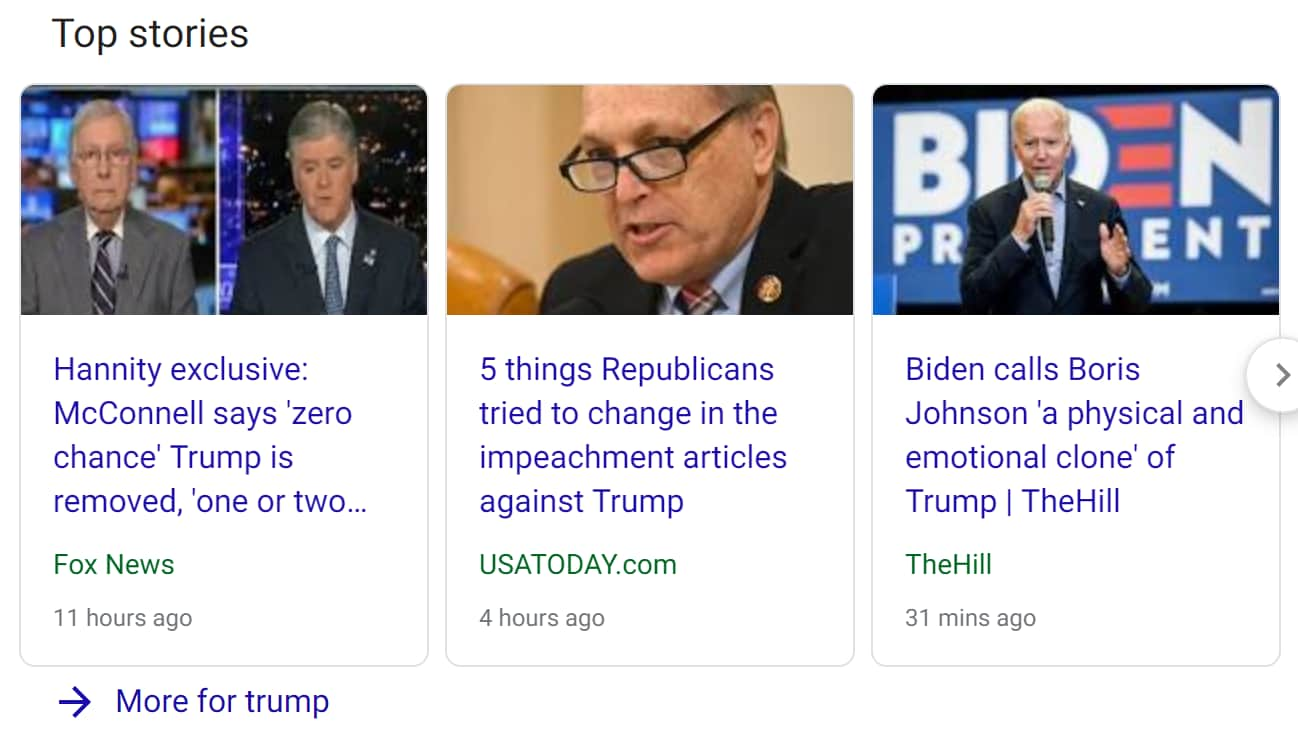 Top stories
BIDEN
PR ENT
Hannity exclusive:
McConnell says 'zero
chance' Trump is
removed, 'one or two...
Fox News
11 hours ago
5 things Republicans
tried to change in the
impeachment articles
against Trump
USATODAY.com
4 hours ago
Biden calls Boris
Johnson 'a physical and
emotional clone' of
Trump | TheHill
TheHill
31 mins ago
More for trump